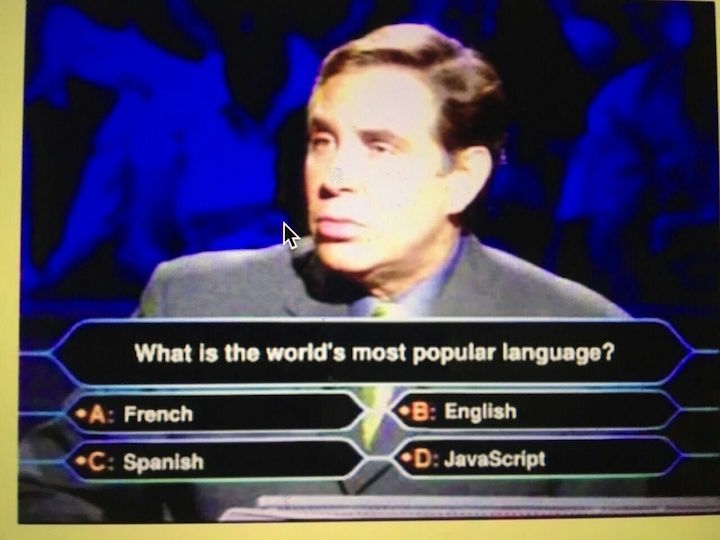 What is the world's most popular language?
A: French
B: English
C: Spanish
D: JavaScript